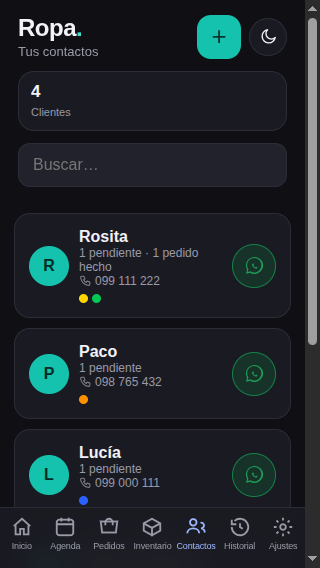 Ropa.
Tus contactos
4
Clientes
Buscar…
R
Rosita
1 pendiente · 1 pedido
hecho
099 111 222
P
Paco
1 pendiente
098 765 432
L
Lucía
1 pendiente
099 000 111
Inicio
Agenda
Pedidos
Inventario
Contactos
Historial
Ajustes